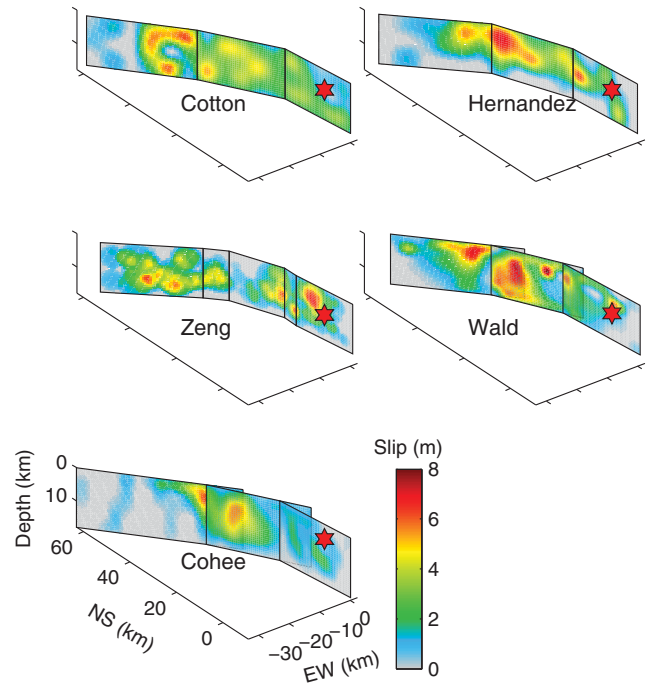 Cotton
Hernandez
Zeng
Wald
Slip (m)
8
6
4
2
0
Depth (km)
0
10
Cohee
60
40
20
0
NS (km)
0
−10
−20
−30
EW (km)